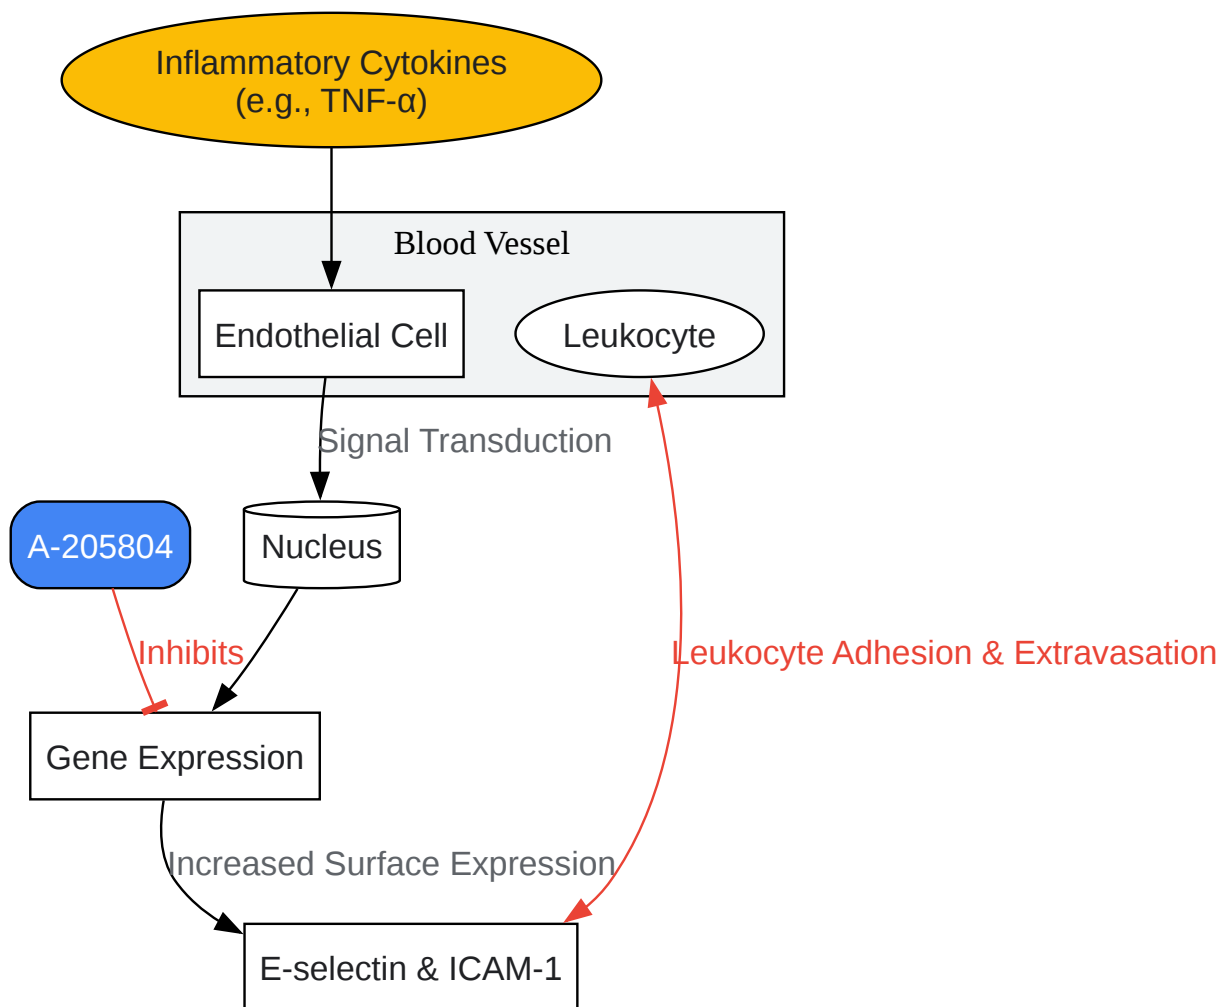 Inflammatory Cytokines
(e.g., TNF-α)
Blood Vessel
Endothelial Cell
Leukocyte
Signal Transduction
A-205804
Nucleus
Inhibits
Leukocyte Adhesion & Extravasation
Gene Expression
Increased Surface Expression
E-selectin & ICAM-1